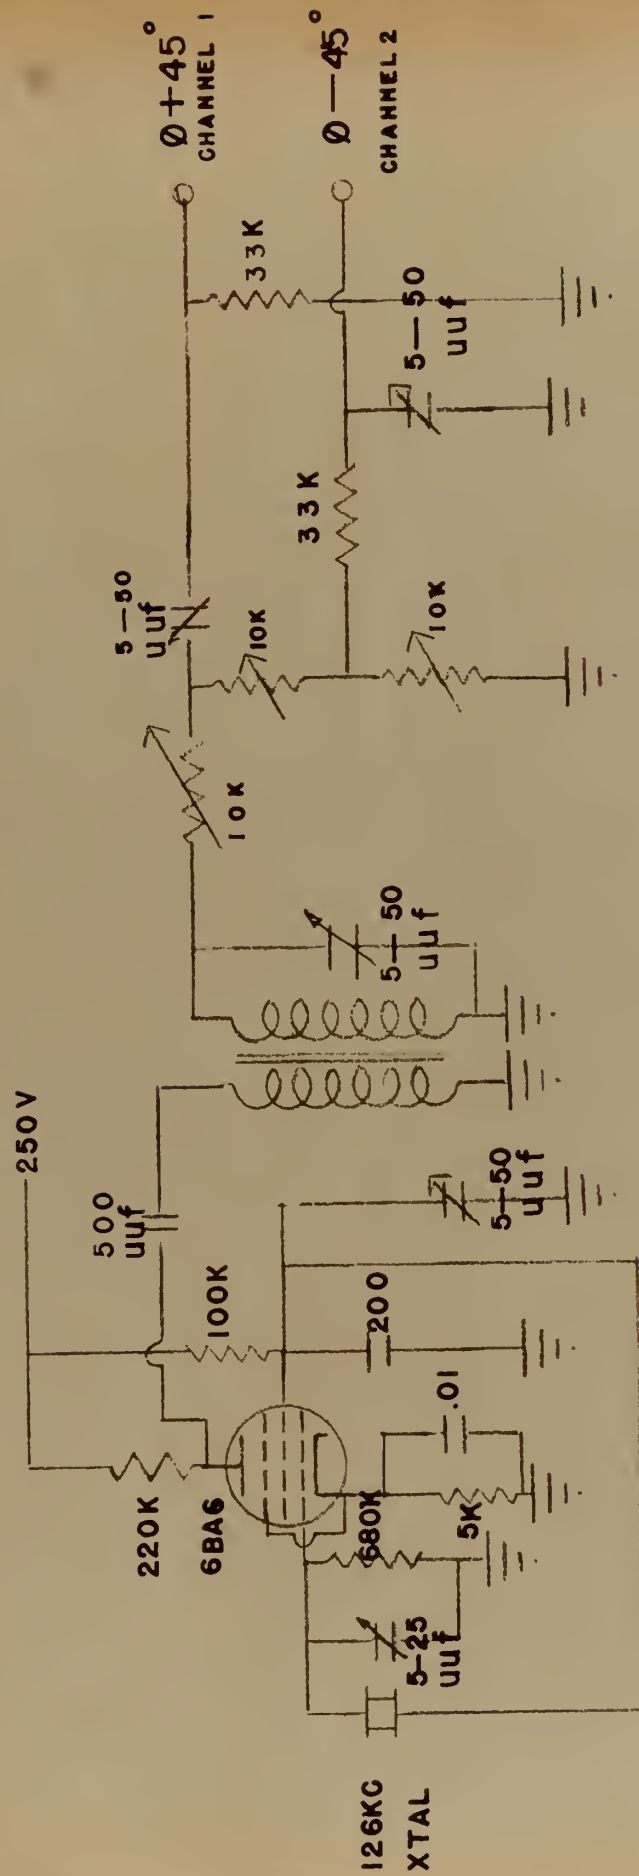 Ø+45°
CHANNEL 1
Ø—45°
CHANNEL 2
33K
5—50
uuf
33K
5—50
uuf
10K
10K
10K
5—50
uuf
250V
500
uuf
100K
200
5—50
uuf
.01
5K
220K
6BA6
680K
5-25
uuf
126KC
XTAL